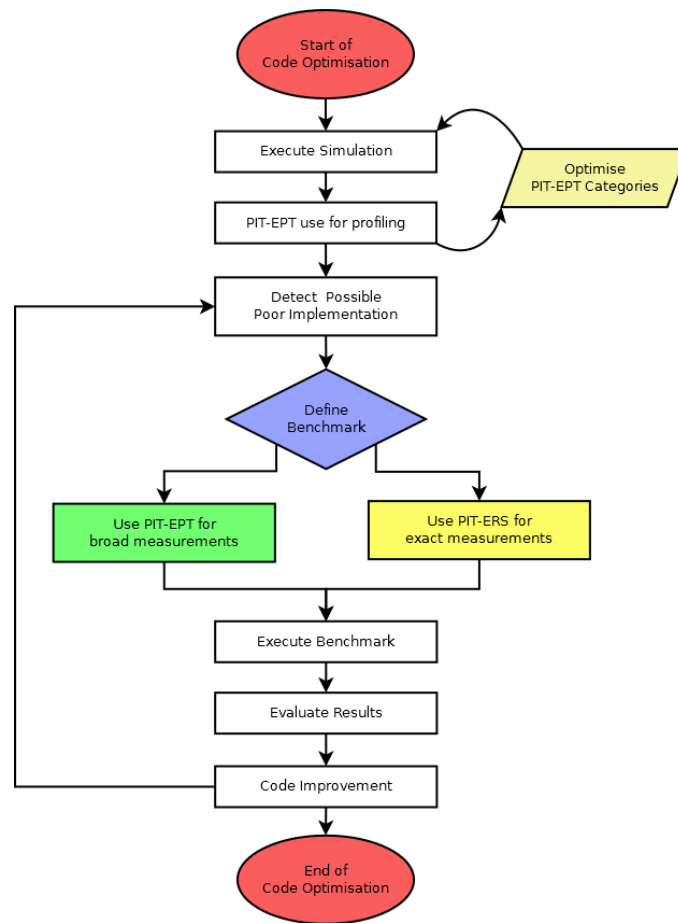 Start of
Code Optimisation
Execute Simulation
Optimise
PIT-EPT Categories
PIT-EPT use for profiling
Detect  Possible
Poor Implementation
Define
Benchmark
Use PIT-EPT for
broad measurements
Use PIT-ERS for
exact measurements
Execute Benchmark
Evaluate Results
Code Improvement
End of
Code Optimisation